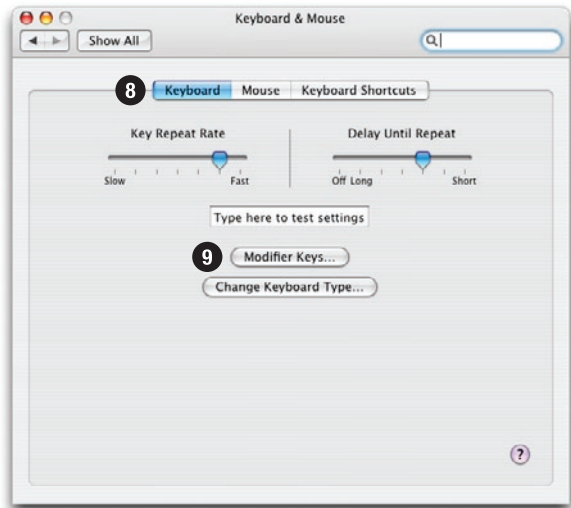 Keyboard & Mouse
Show All
8 Keyboard Mouse Keyboard Shortcuts
Key Repeat Rate Delay Until Repeat
Slow Fast Off Long Short
Type here to test settings
9 Modifier Keys...
Change Keyboard Type...
?